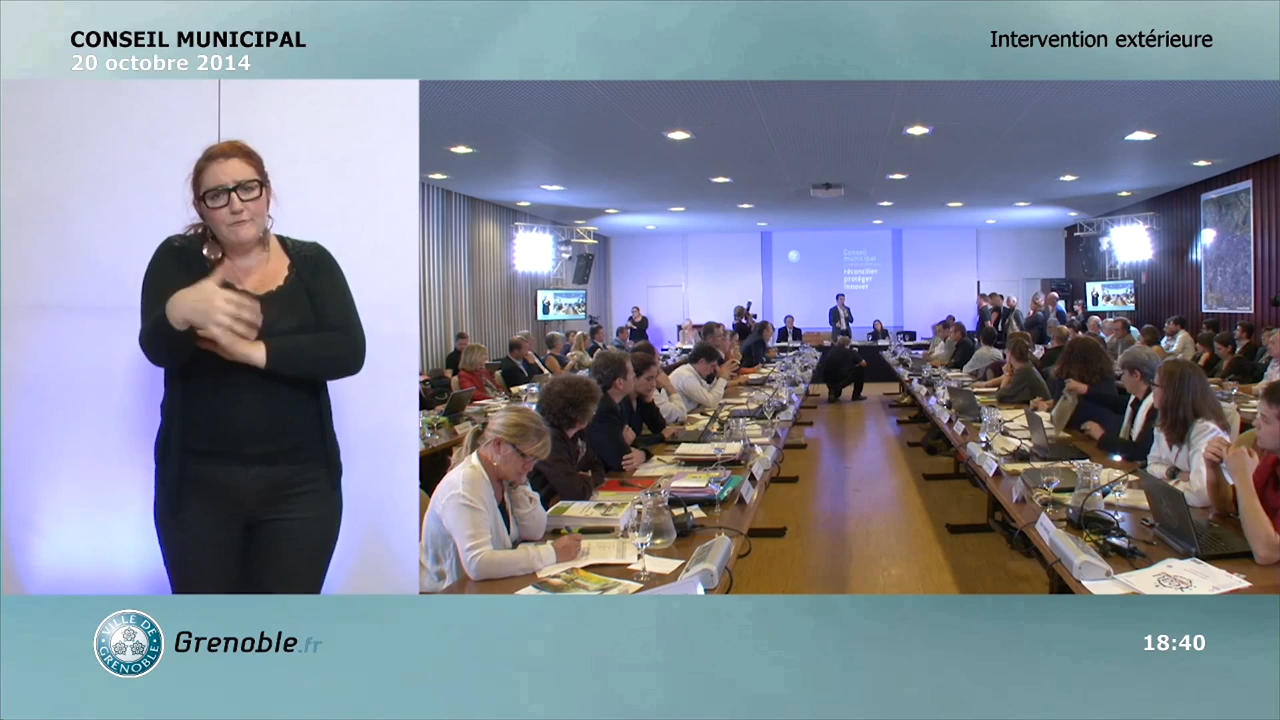 CONSEIL MUNICIPAL
20 octobre 2014
Intervention extérieure
Conseil
municipal
réconcilier
protéger
innover
VILLE DE
GRENOBLE
Grenoble.fr
18:40